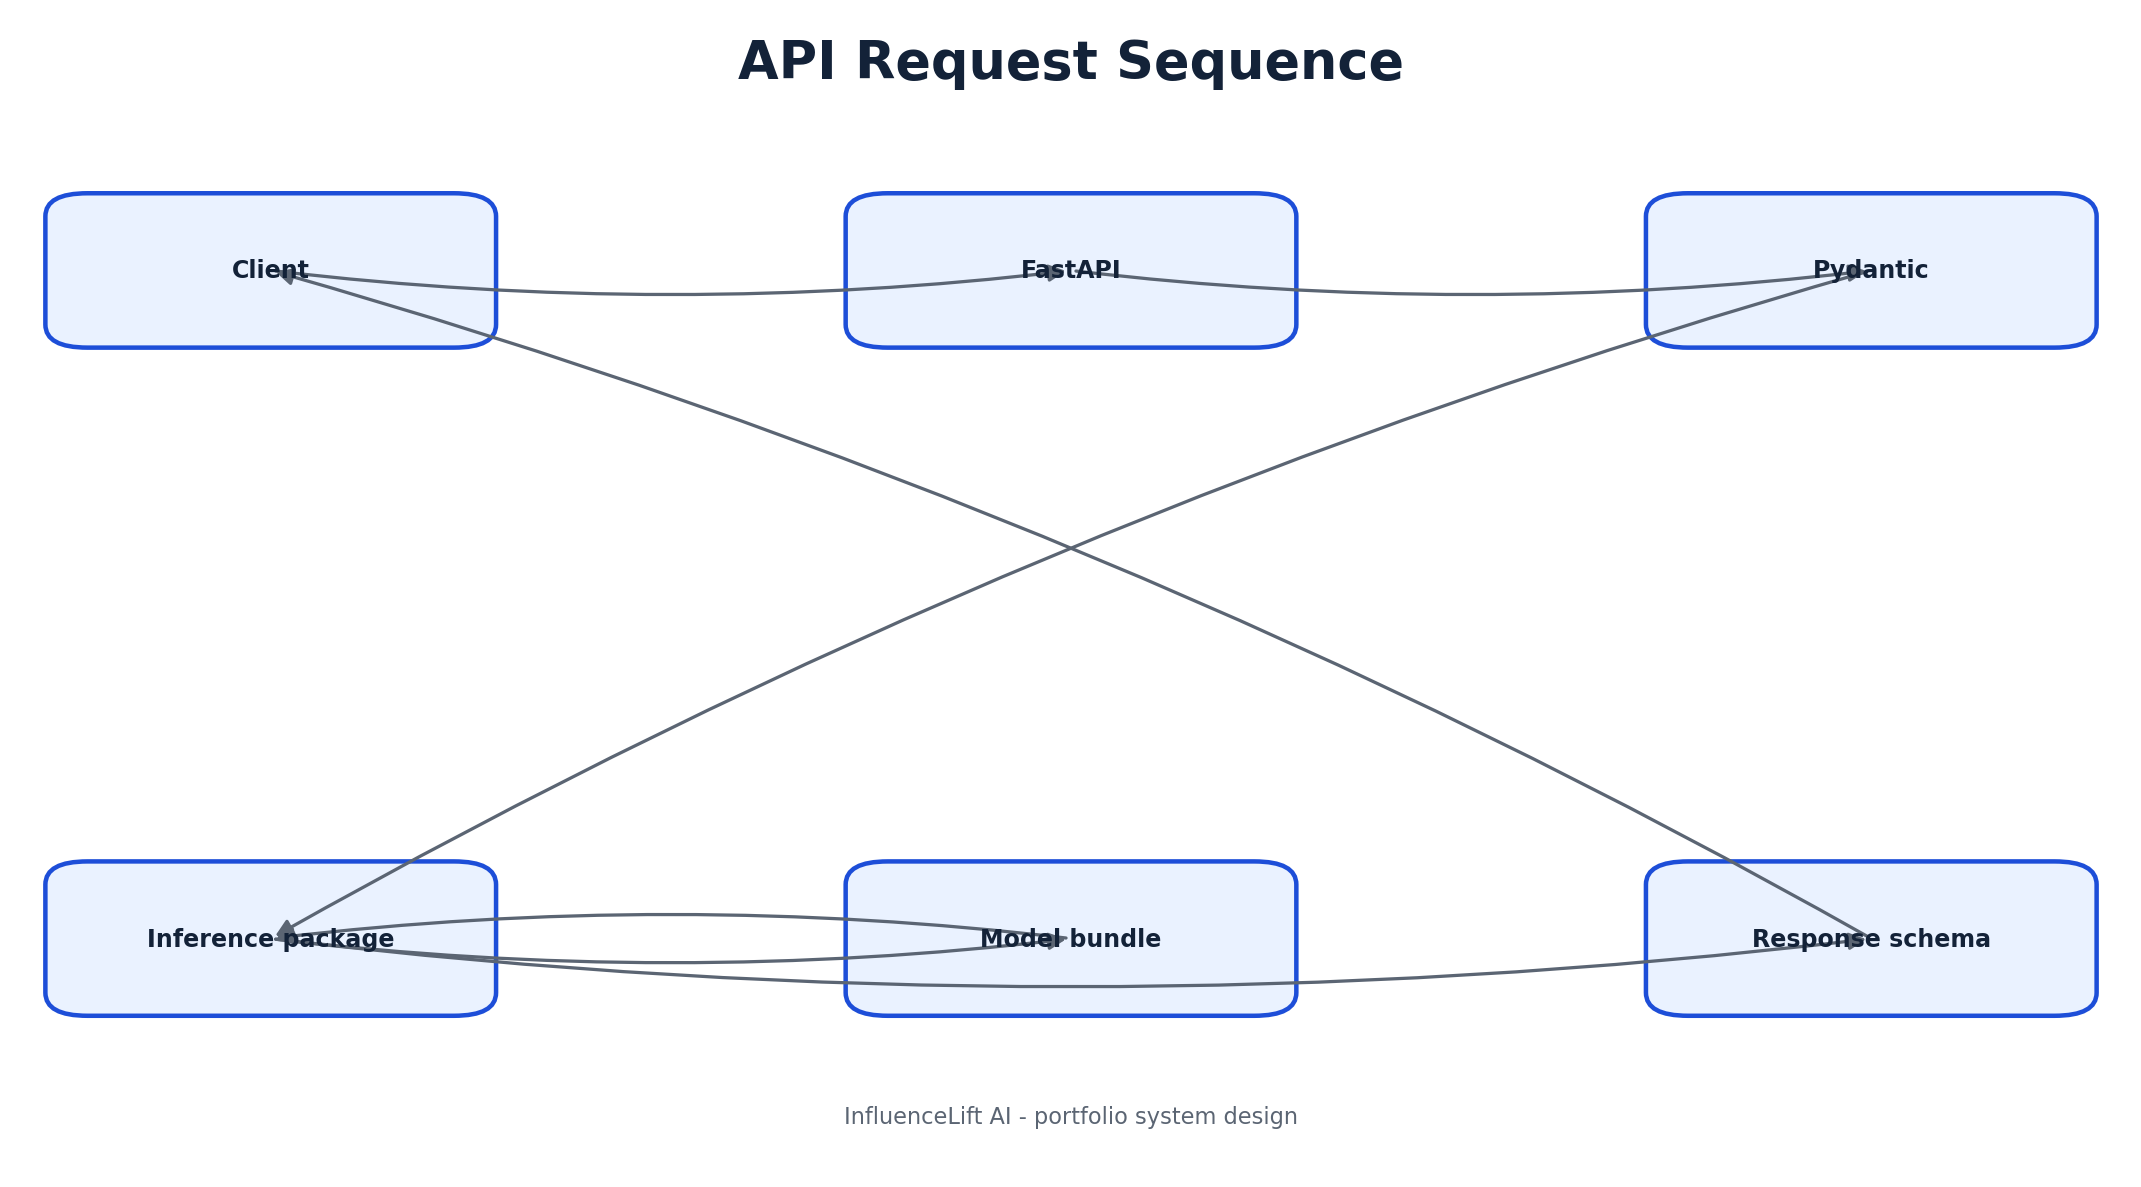 API Request Sequence
Client
FastAPI
Pydantic
Inference package
Model bundle
Response schema
InfluenceLift AI - portfolio system design